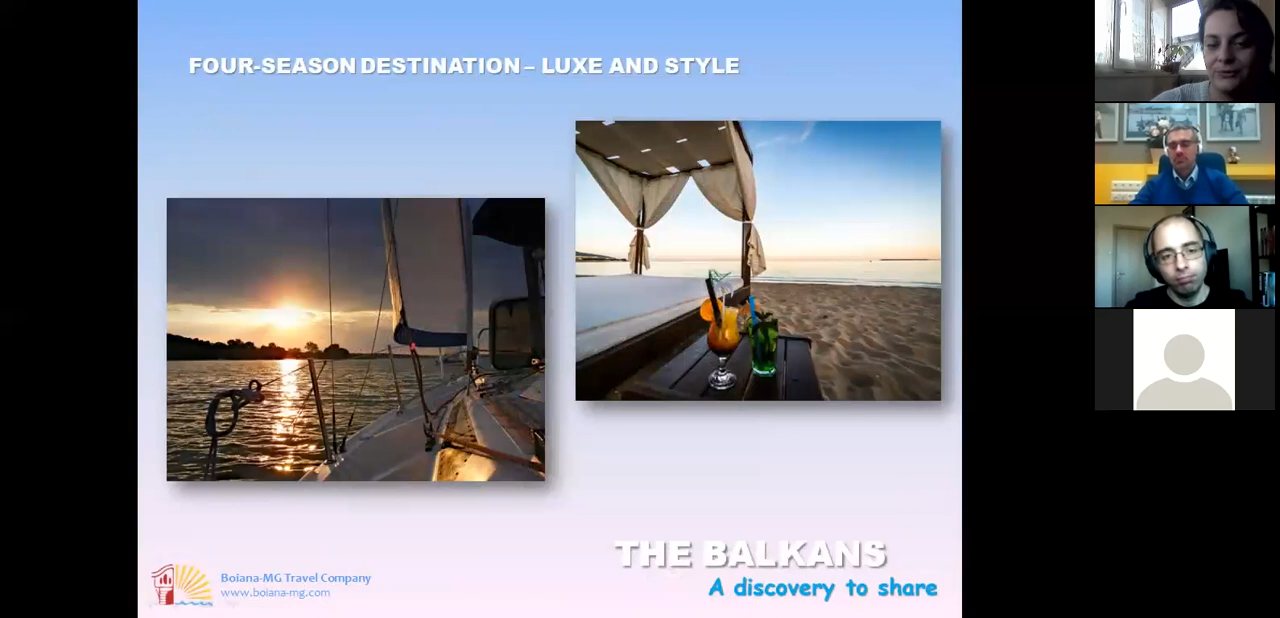 FOUR-SEASON DESTINATION – LUXE AND STYLE
THE BALKANS
A discovery to share
Boiana-MG Travel Company
www.boiana-mg.com